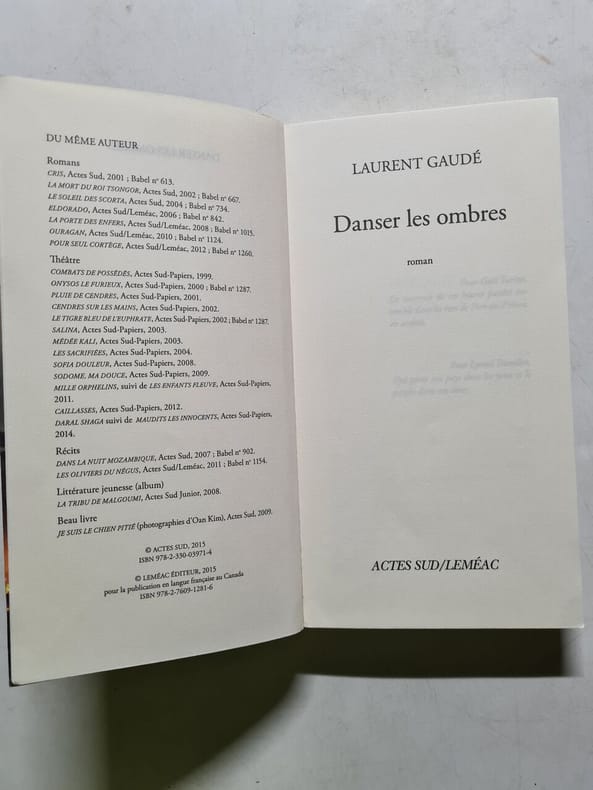 DU MÊME AUTEUR
Romans
CRIS, Actes Sud, 2001 ; Babel n° 613.
LA MORT DU ROI TSONGOR, Actes Sud, 2002 ; Babel n° 667.
LE SOLEIL DES SCORTA, Actes Sud, 2004 ; Babel n° 734.
ELDORADO, Actes Sud/Leméac, 2006 ; Babel n° 842.
LA PORTE DES ENFERS, Actes Sud/Leméac, 2008 ; Babel n° 1015.
OURAGAN, Actes Sud/Leméac, 2010 ; Babel n° 1124.
POUR SEUL CORTÈGE, Actes Sud/Leméac, 2012 ; Babel n° 1260.
Théâtre
COMBATS DE POSSÉDÉS, Actes Sud-Papiers, 1999.
ONYSOS LE FURIEUX, Actes Sud-Papiers, 2000 ; Babel n° 1287.
PLUIE DE CENDRES, Actes Sud-Papiers, 2001.
CENDRES SUR LES MAINS, Actes Sud-Papiers, 2002.
LE TIGRE BLEU DE L'EUPHRATE, Actes Sud-Papiers, 2002 ; Babel n° 1287.
SALINA, Actes Sud-Papiers, 2003.
MÉDÉE KALI, Actes Sud-Papiers, 2003.
LES SACRIFIÉES, Actes Sud-Papiers, 2004.
SOFIA DOULEUR, Actes Sud-Papiers, 2008.
SODOME, MA DOUCE, Actes Sud-Papiers, 2009.
MILLE ORPHELINS, suivi de LES ENFANTS FLEUVE, Actes Sud-Papiers,
2011.
CAILLASSES, Actes Sud-Papiers, 2012.
DARAL SHAGA suivi de MAUDITS LES INNOCENTS, Actes Sud-Papiers,
2014.
Récits
DANS LA NUIT MOZAMBIQUE, Actes Sud, 2007 ; Babel n° 902.
LES OLIVIERS DU NÉGUS, Actes Sud/Leméac, 2011 ; Babel n° 1154.
Littérature jeunesse (album)
LA TRIBU DE MALGOUMI, Actes Sud Junior, 2008.
Beau livre
JE SUIS LE CHIEN PITIÉ (photographies d'Oan Kim), Actes Sud, 2009.
© ACTES SUD, 2015
ISBN 978-2-330-03971-4
© LEMÉAC ÉDITEUR, 2015
pour la publication en langue française au Canada
ISBN 978-2-7609-1281-6
LAURENT GAUDÉ
Danser les ombres
roman
ACTES SUD/LEMÉAC